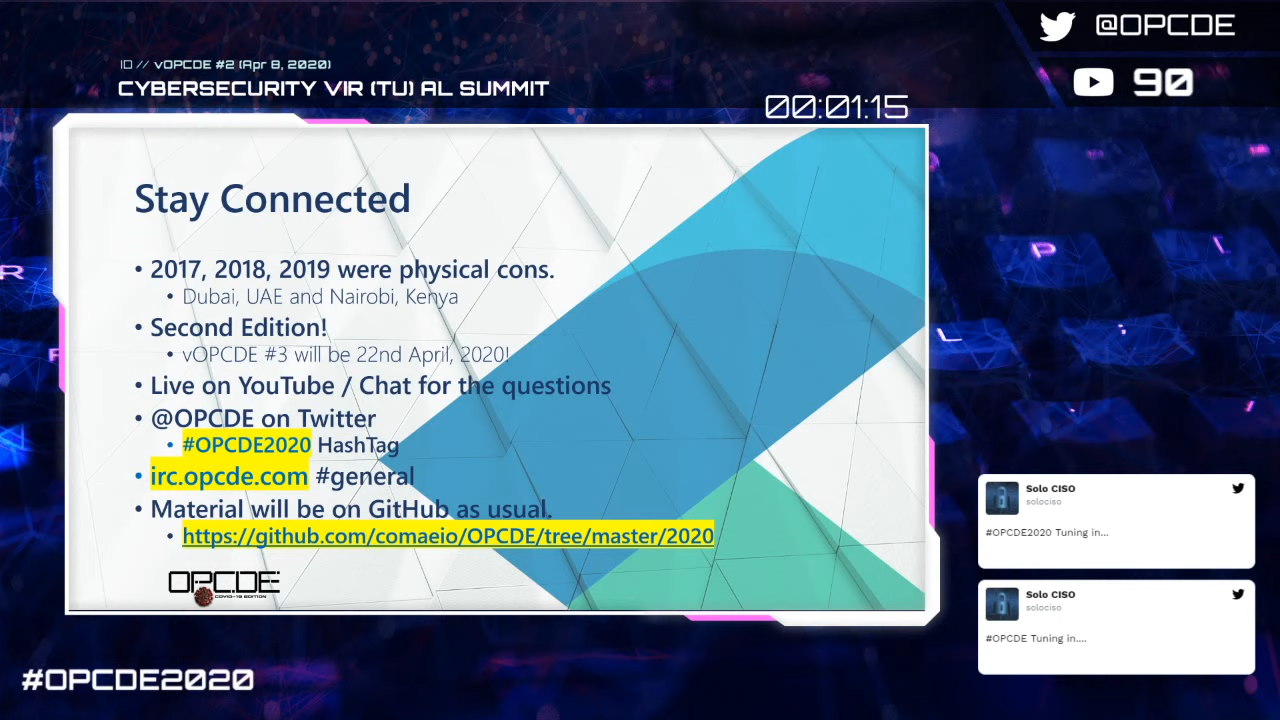 @OPCDE
ID // vOPCDE #2 (Apr 8, 2020)
CYBERSECURITY VIR (TU) AL SUMMIT
90
00:01:15
Stay Connected
• 2017, 2018, 2019 were physical cons.
• Dubai, UAE and Nairobi, Kenya
• Second Edition!
• vOPCDE #3 will be 22nd April, 2020!
• Live on YouTube / Chat for the questions
• @OPCDE on Twitter
• #OPCDE2020 HashTag
• irc.opcde.com #general
• Material will be on GitHub as usual.
• https://github.com/comaeio/OPCDE/tree/master/2020
OPCDE
COVID-19 EDITION
Solo CISO
solociso
#OPCDE2020 Tuning in...
Solo CISO
solociso
#OPCDE Tuning in....
#OPCDE2020
R
P
L
L